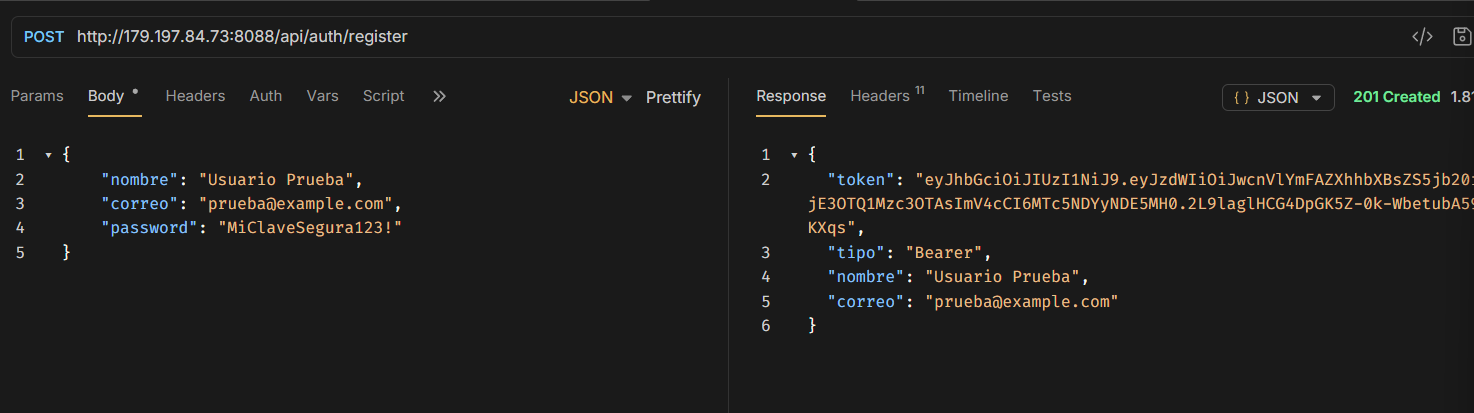 POST http://179.197.84.73:8088/api/auth/register
Params Body Headers Auth Vars Script JSON Prettify
1 {
2 "nombre": "Usuario Prueba",
3 "correo": "prueba@example.com",
4 "password": "MiClaveSegura123!"
5 }
Response Headers 11 Timeline Tests { } JSON 201 Created 1.81
1 {
2 "token": "eyJhbGciOiJIUzI1NiJ9.eyJzdWIiOiJwcnVlYmFAZXhhbXBsZS5jb20i
jE3OTQ1Mzc3OTAsImV4cCI6MTc5NDYyNDE5MH0.2L9laglHCG4DpGK5Z-0k-WbetubA59
KXqs",
3 "tipo": "Bearer",
4 "nombre": "Usuario Prueba",
5 "correo": "prueba@example.com"
6 }